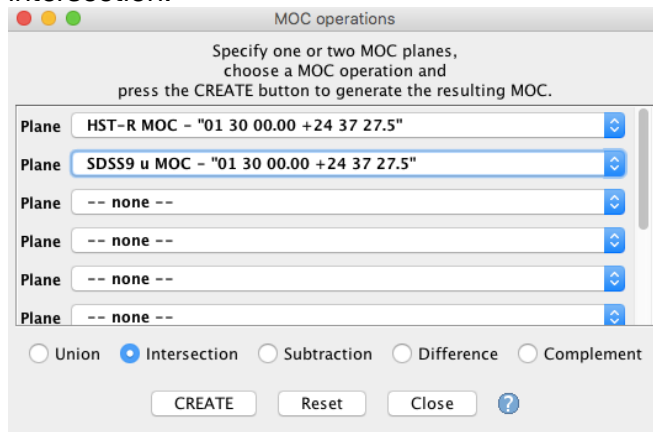 intersection.
MOC operations
Specify one or two MOC planes,
choose a MOC operation and
press the CREATE button to generate the resulting MOC.
Plane HST-R MOC - "01 30 00.00 +24 37 27.5"
Plane SDSS9 u MOC - "01 30 00.00 +24 37 27.5"
Plane -- none --
Plane -- none --
Plane -- none --
Plane -- none --
Union Intersection Subtraction Difference Complement
CREATE Reset Close ?